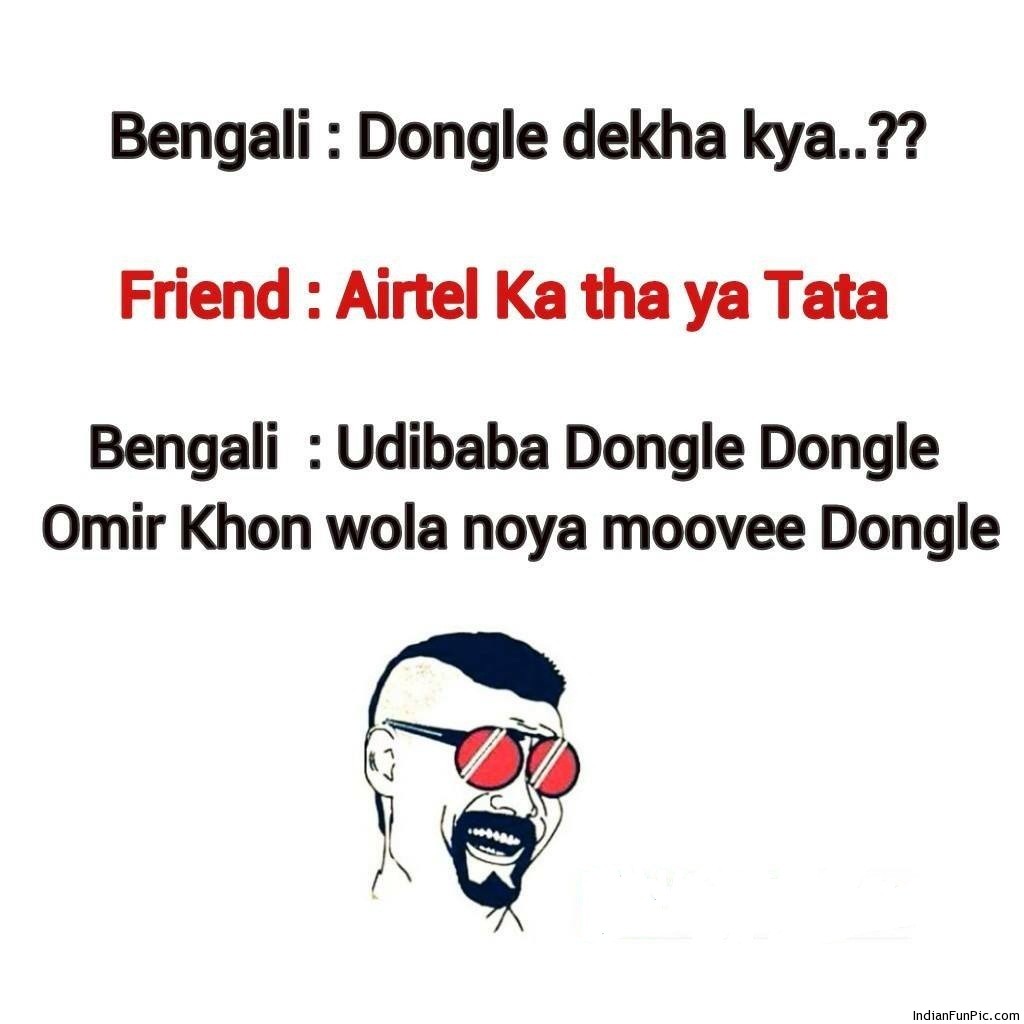 Bengali : Dongle dekha kya..??
Friend : Airtel Ka tha ya Tata
Bengali : Udibaba Dongle Dongle
Omir Khon wola noya moovee Dongle
IndianFunPic.com